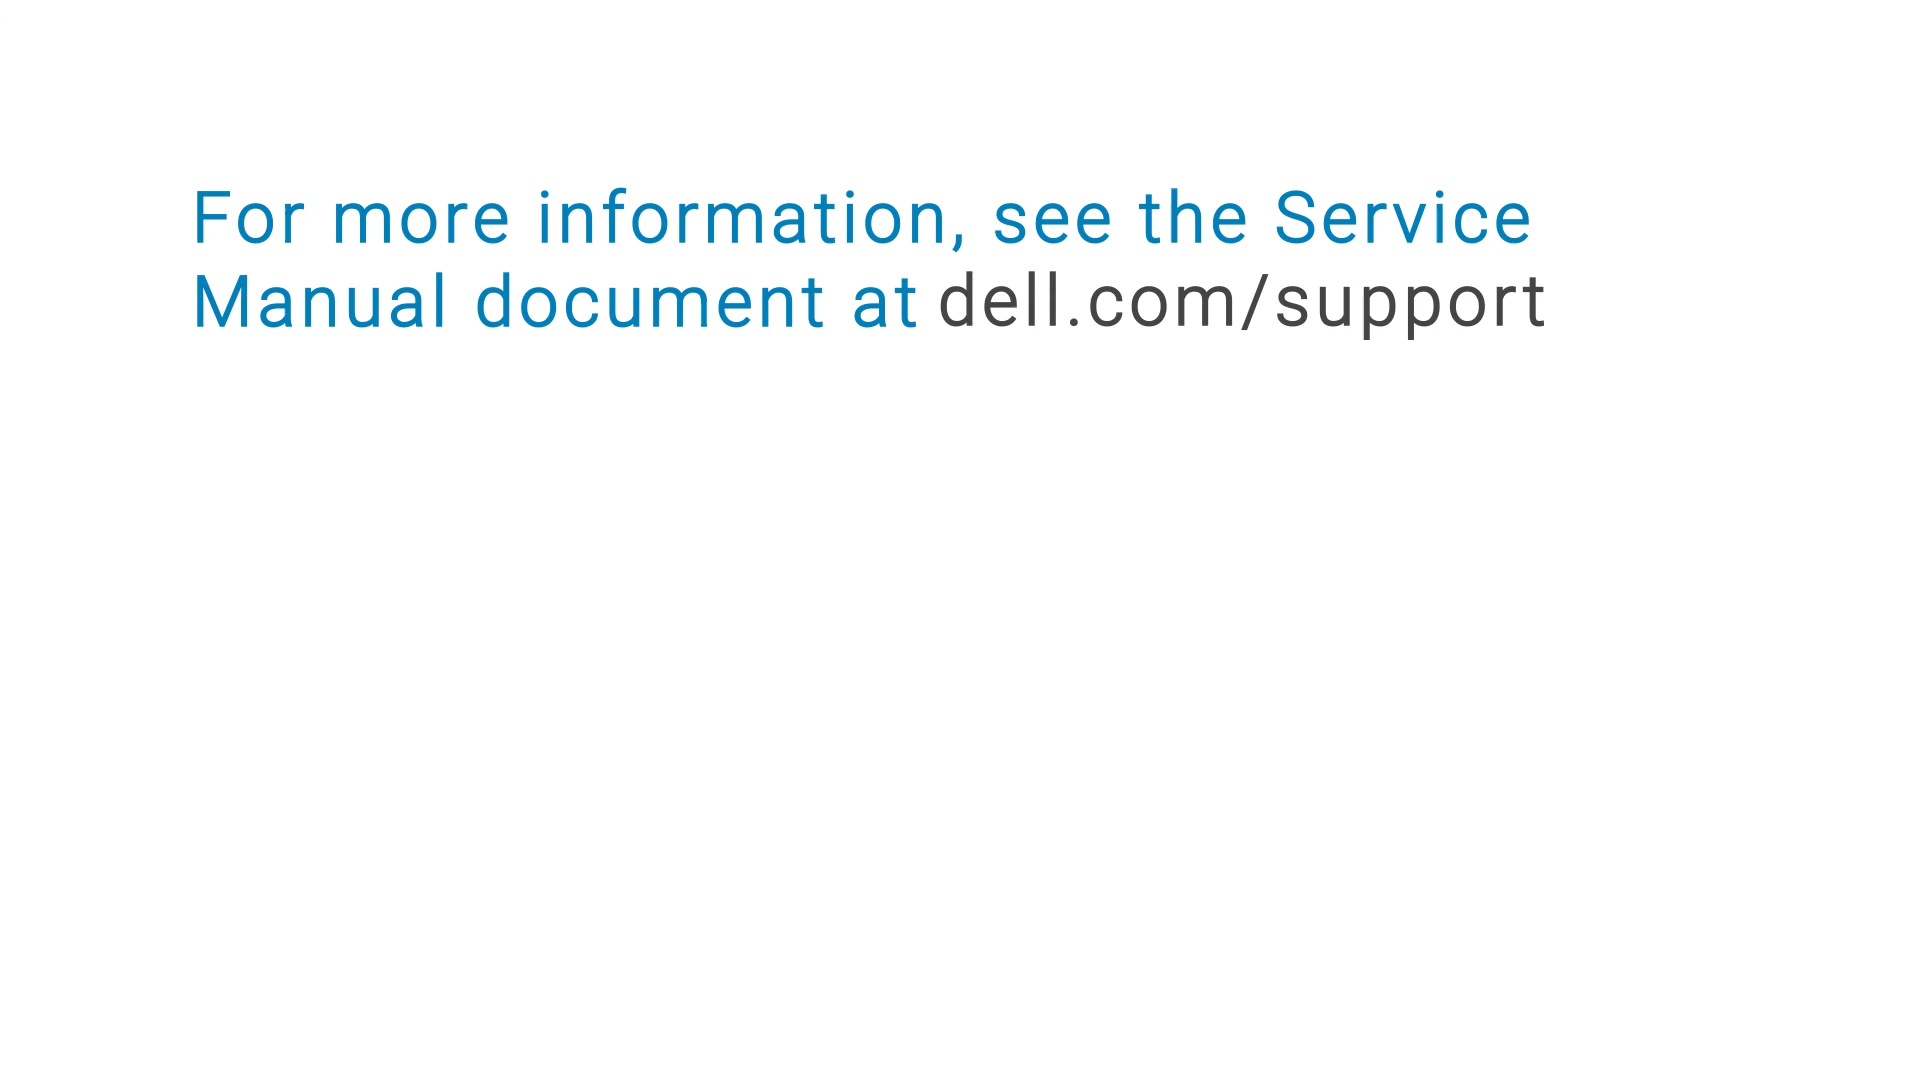 For more information, see the Service
Manual document at dell.com/support